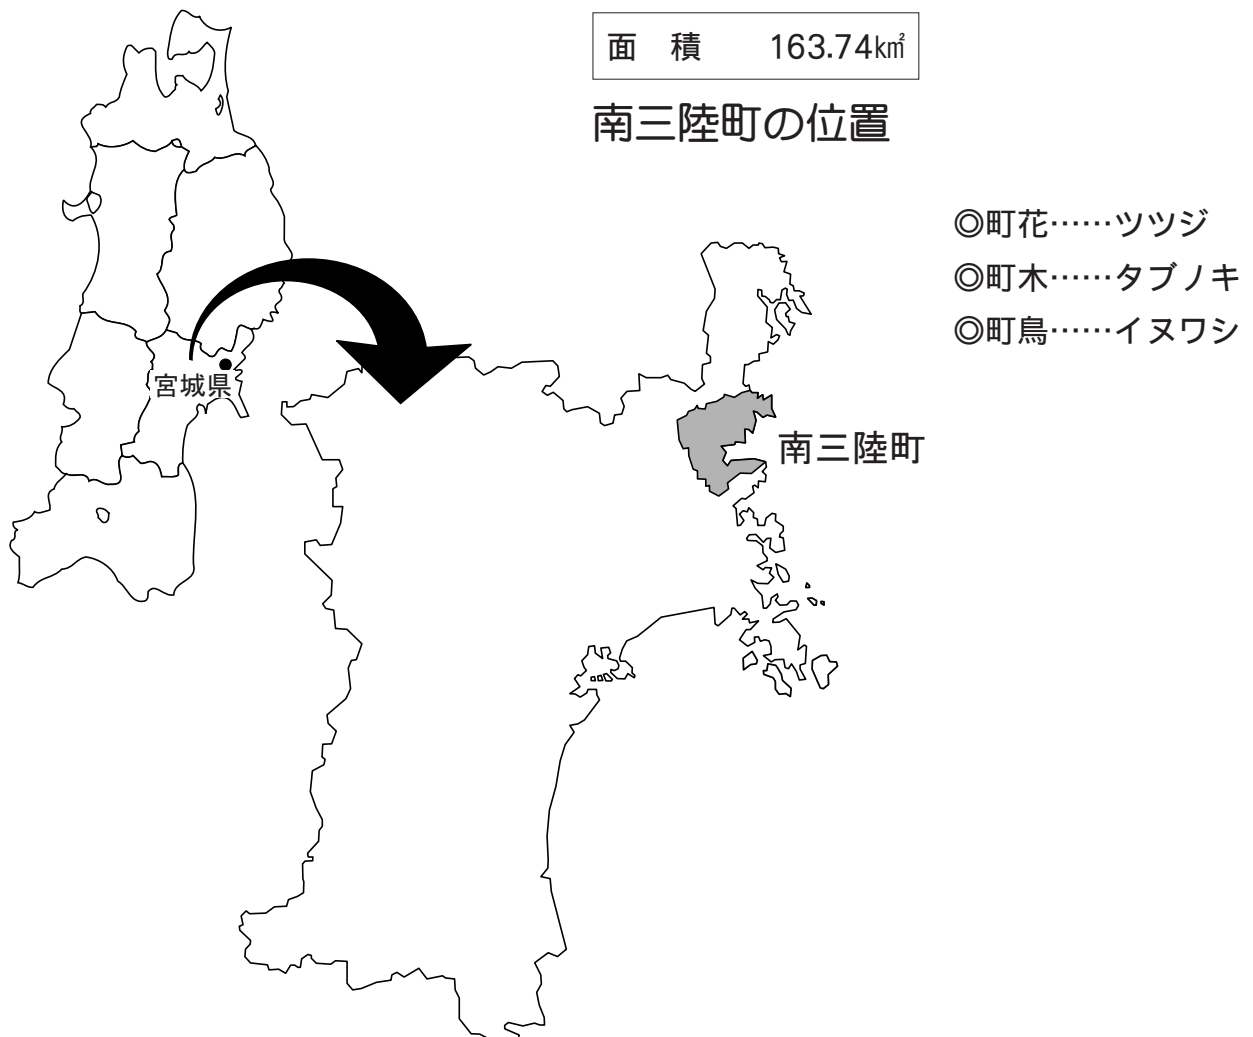 面　積　163.74㎢
南三陸町の位置
◎町花……ツツジ
◎町木……タブノキ
◎町鳥……イヌワシ
宮城県
南三陸町